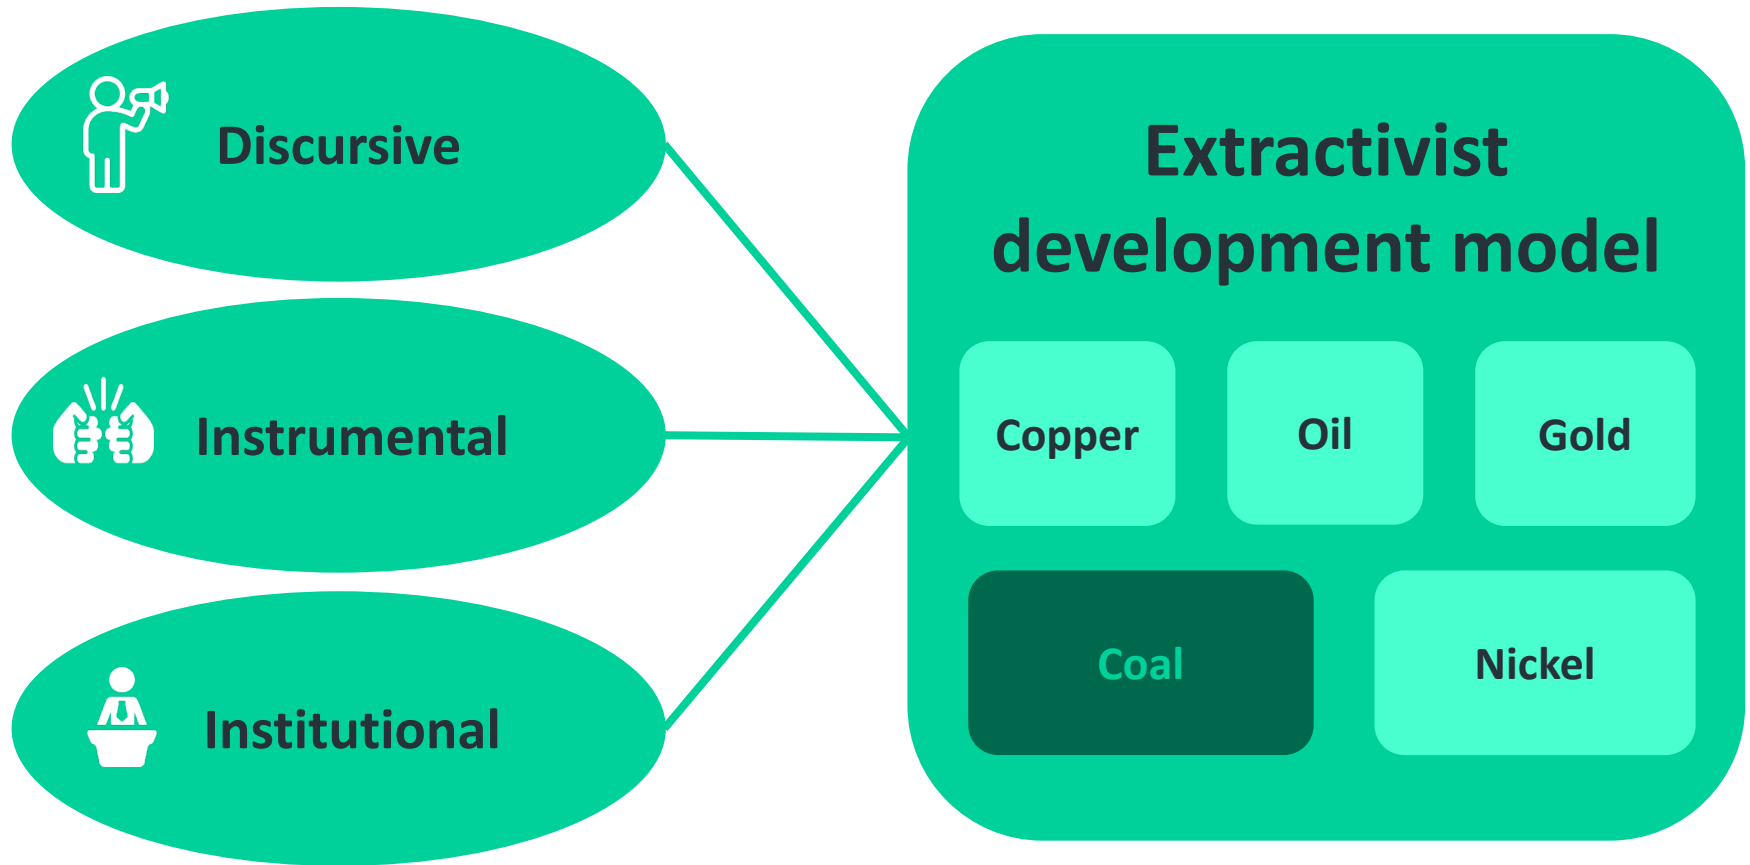 Discursive
Instrumental
Institutional
Extractivist
development model
Copper
Oil
Gold
Coal
Nickel